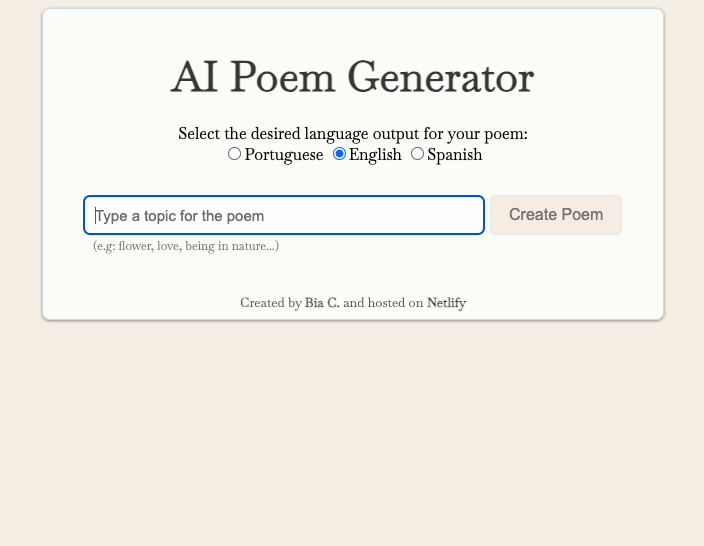 AI Poem Generator
Select the desired language output for your poem:
Portuguese English Spanish
Type a topic for the poem
Create Poem
(e.g: flower, love, being in nature...)
Created by Bia C. and hosted on Netlify